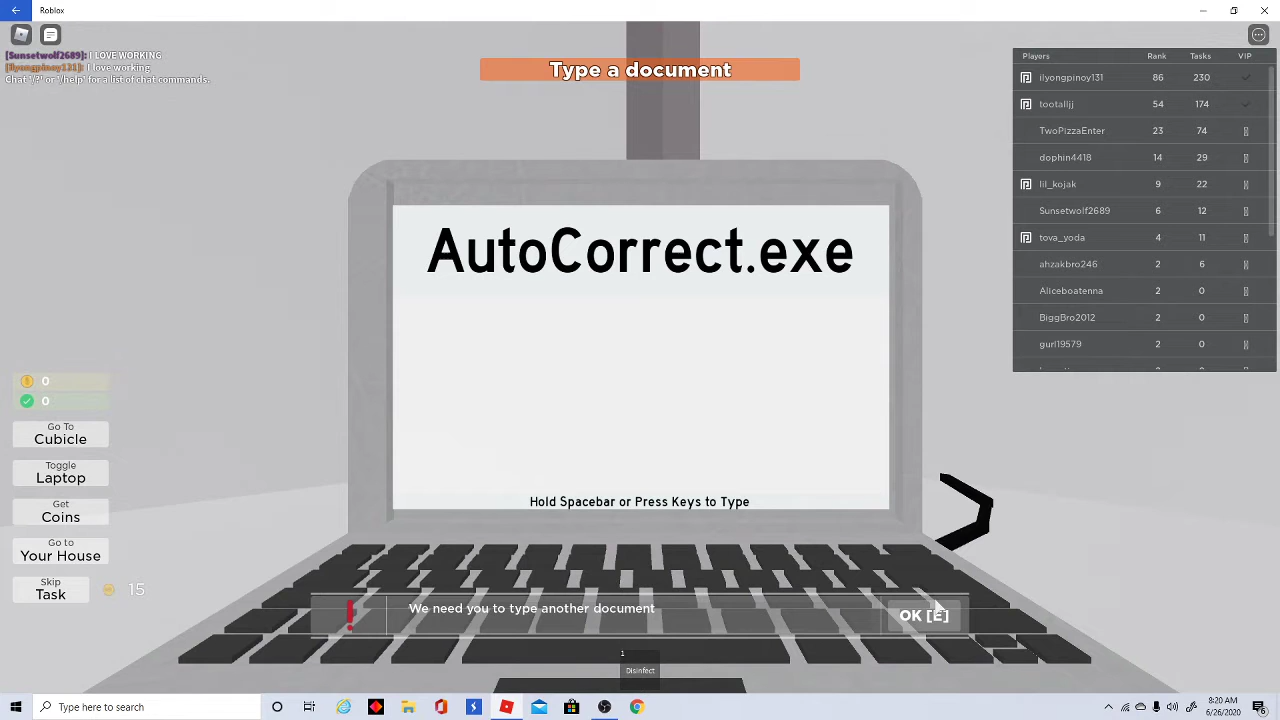 Roblox
[Sunsetwolf2689]: I LOVE WORKING
[ilyongpinoy131]: I love working
Chat '/?' or '/help' for a list of chat commands.
Type a document
Players Rank Tasks VIP
ilyongpinoy131 86 230
tootalljj 54 174
TwoPizzaEnter 23 74
dophin4418 14 29
lil_kojak 9 22
Sunsetwolf2689 6 12
tova_yoda 4 11
ahzakbro246 2 6
Aliceboatenna 2 0
BiggBro2012 2 0
gurl19579 2 0
AutoCorrect.exe
Hold Spacebar or Press Keys to Type
0
0
Go To
Cubicle
Toggle
Laptop
Get
Coins
Go to
Your House
Skip
Task
15
! We need you to type another document OK [E]
1
Disinfect
Type here to search
8:20 AM
6/26/2020
6